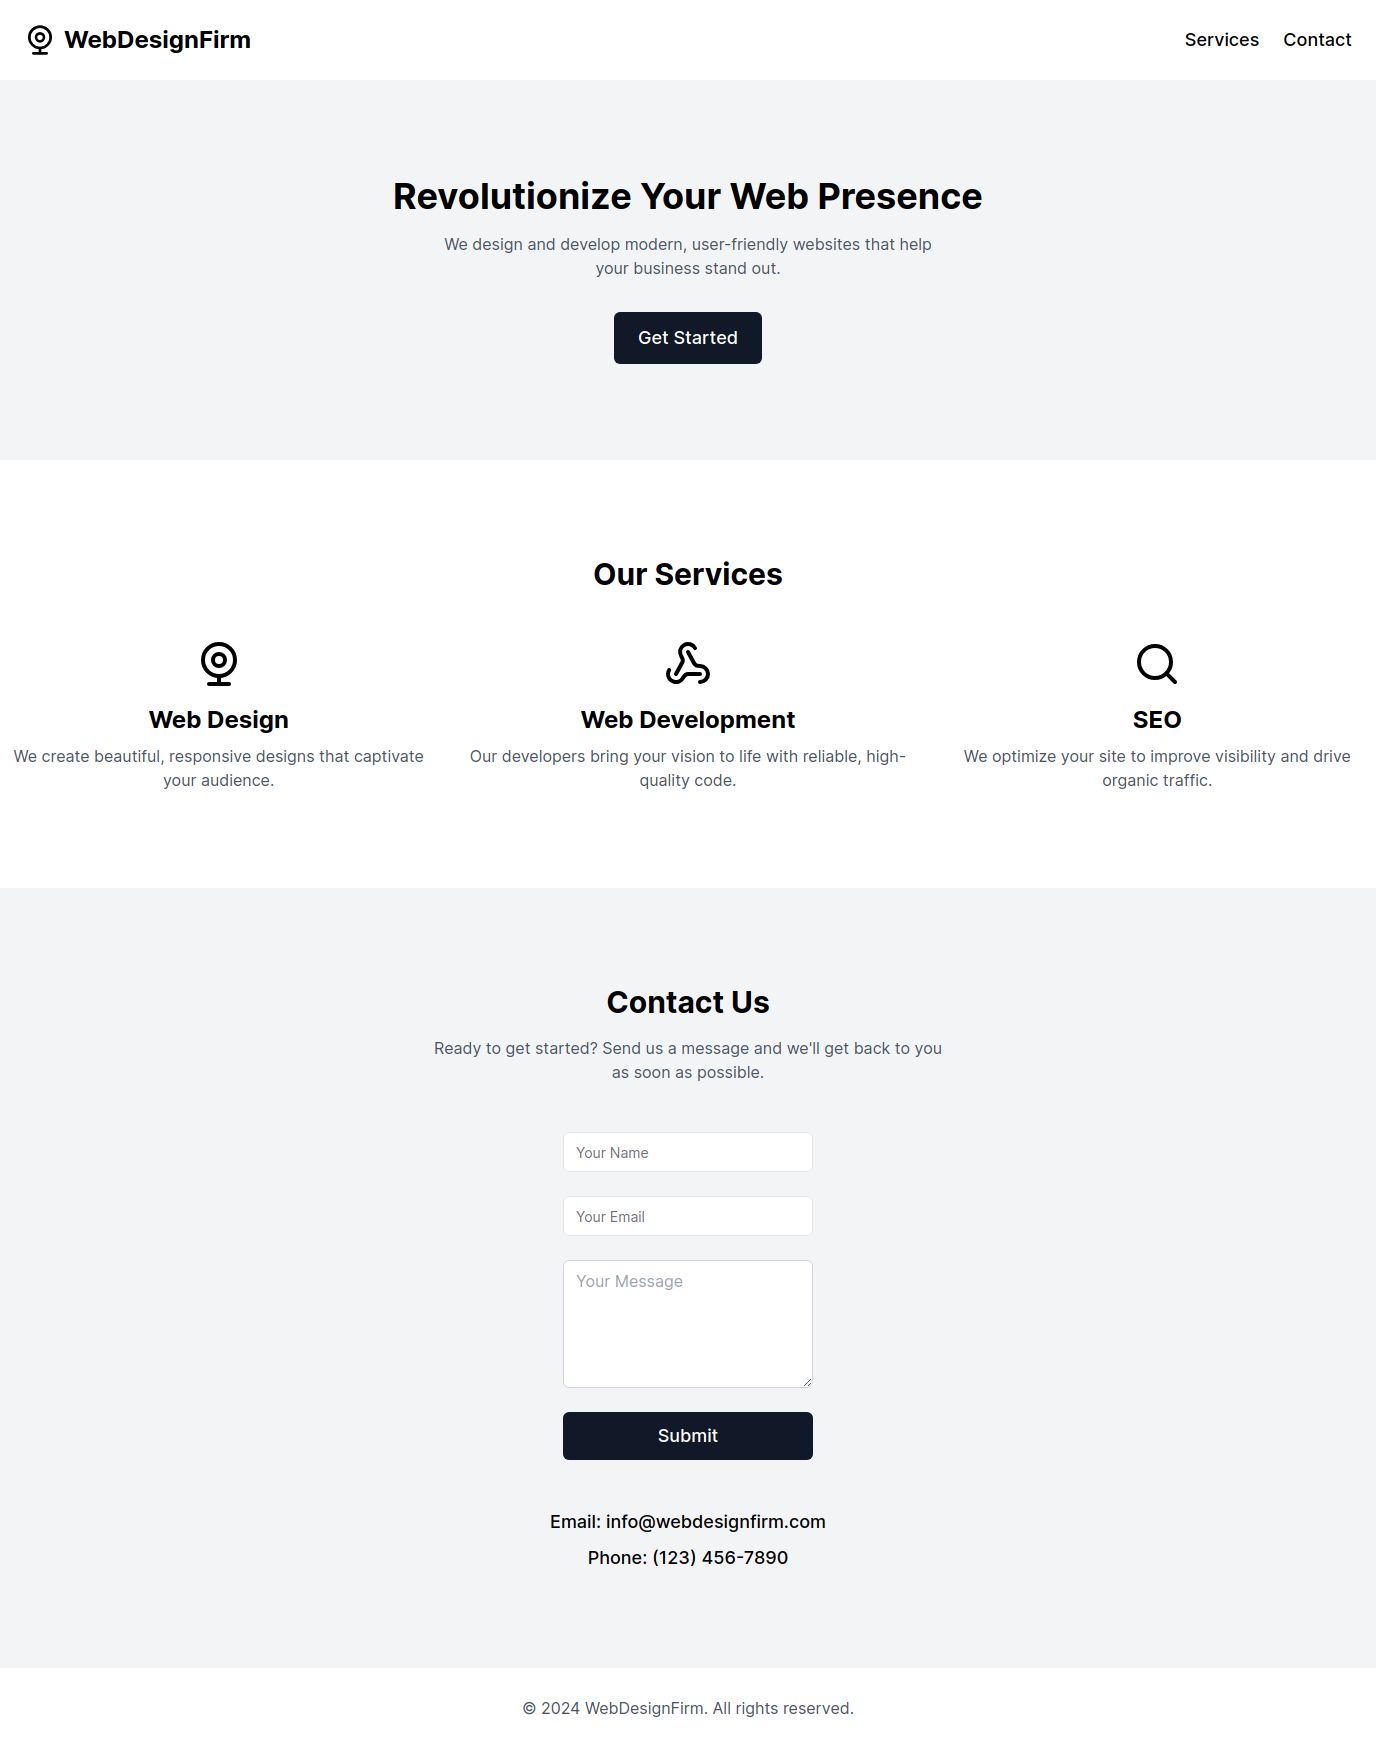 WebDesignFirm
Services
Contact
Revolutionize Your Web Presence
We design and develop modern, user-friendly websites that help
your business stand out.
Get Started
Our Services
Web Design
We create beautiful, responsive designs that captivate
your audience.
Web Development
Our developers bring your vision to life with reliable, high-
quality code.
SEO
We optimize your site to improve visibility and drive
organic traffic.
Contact Us
Ready to get started? Send us a message and we'll get back to you
as soon as possible.
Your Name
Your Email
Your Message
Submit
Email: info@webdesignfirm.com
Phone: (123) 456-7890
© 2024 WebDesignFirm. All rights reserved.